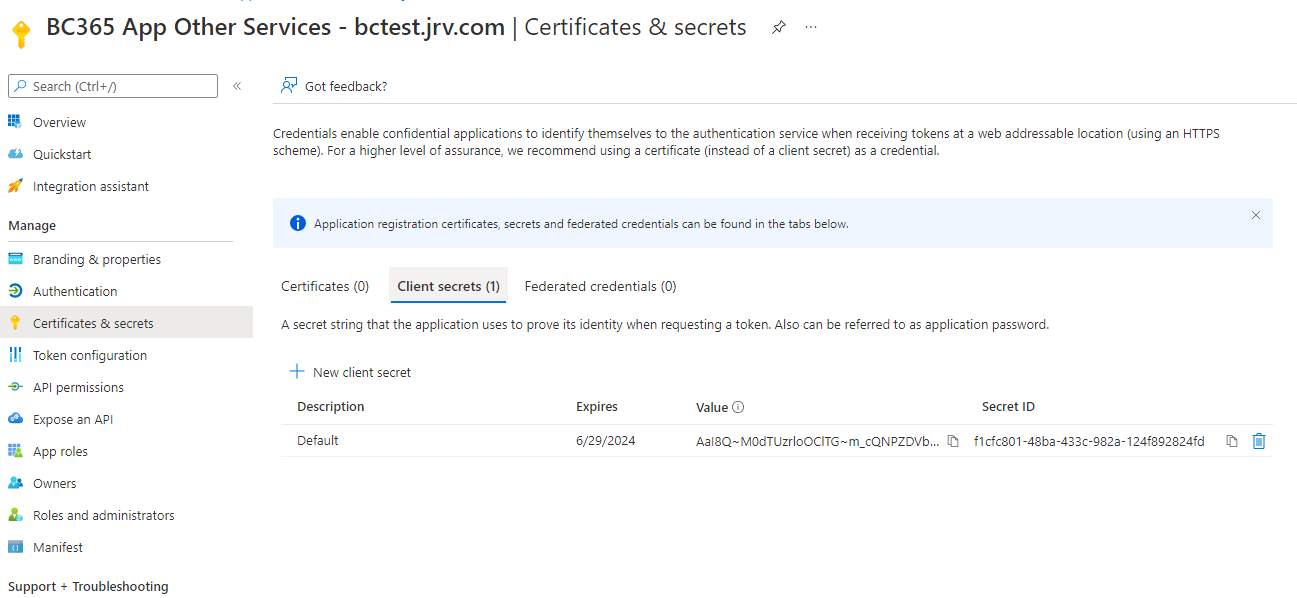 BC365 App Other Services - bctest.jrv.com | Certificates & secrets
Search (Ctrl+/)
Overview
Quickstart
Integration assistant
Manage
Branding & properties
Authentication
Certificates & secrets
Token configuration
API permissions
Expose an API
App roles
Owners
Roles and administrators
Manifest
Support + Troubleshooting
Got feedback?
Credentials enable confidential applications to identify themselves to the authentication service when receiving tokens at a web addressable location (using an HTTPS
scheme). For a higher level of assurance, we recommend using a certificate (instead of a client secret) as a credential.
Application registration certificates, secrets and federated credentials can be found in the tabs below.
Certificates (0) Client secrets (1) Federated credentials (0)
A secret string that the application uses to prove its identity when requesting a token. Also can be referred to as application password.
New client secret
Description Expires Value Secret ID
Default 6/29/2024 AaI8Q~M0dTUzrloOClTG~m_cQNPZDVb... f1cfc801-48ba-433c-982a-124f892824fd